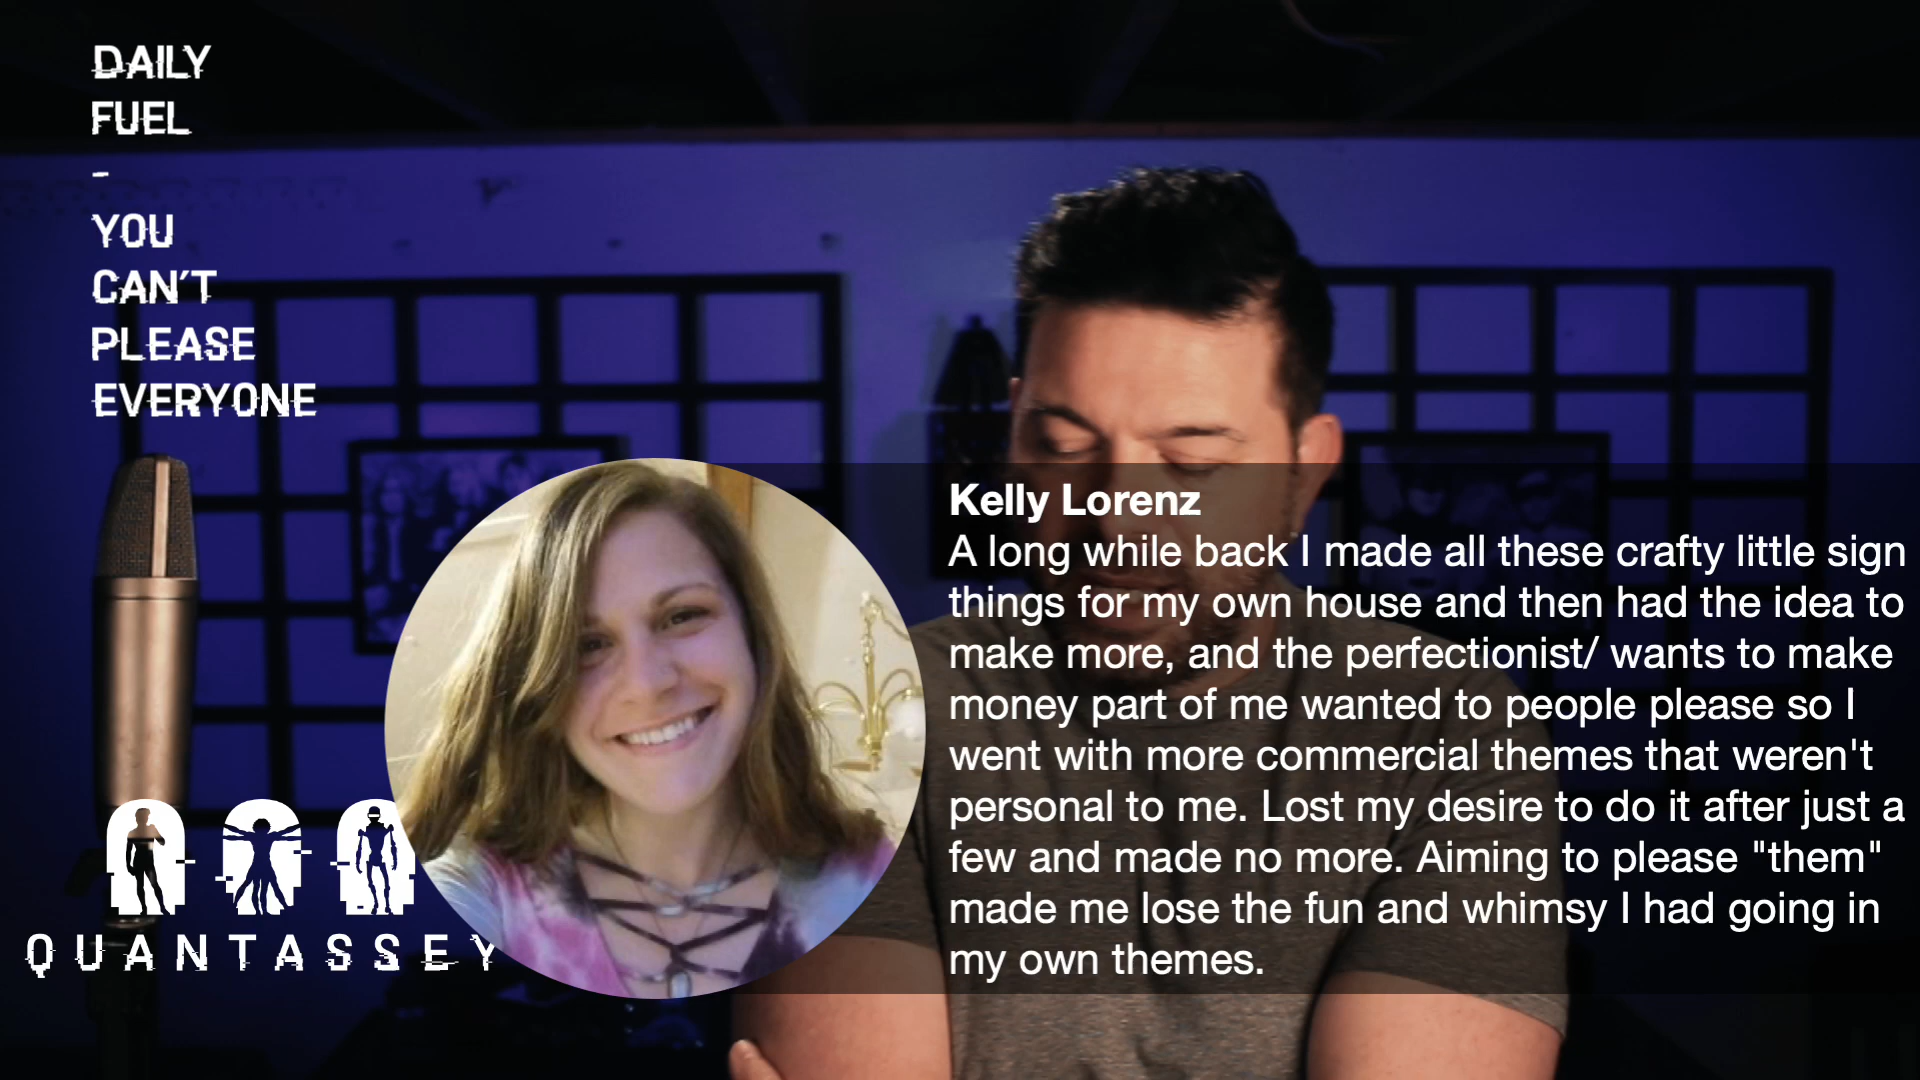 DAILY
FUEL
-
YOU
CAN'T
PLEASE
EVERYONE
Kelly Lorenz
A long while back I made all these crafty little sign
things for my own house and then had the idea to
make more, and the perfectionist/ wants to make
money part of me wanted to people please so I
went with more commercial themes that weren't
personal to me. Lost my desire to do it after just a
few and made no more. Aiming to please "them"
made me lose the fun and whimsy I had going in
my own themes.
QUANTASSEY